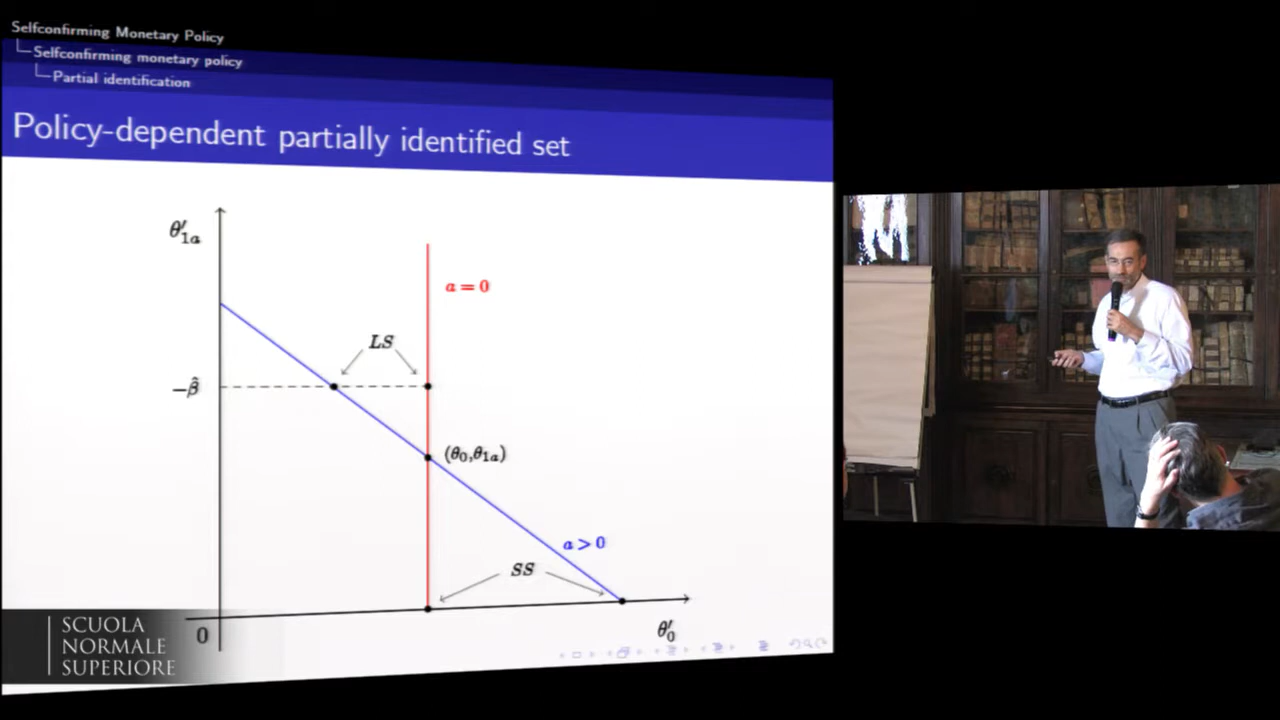 Selfconfirming Monetary Policy
Selfconfirming monetary policy
Partial identification
Policy-dependent partially identified set
θ′₁ₐ
a = 0
LS
−β̂
(θ₀,θ₁ₐ)
a > 0
SS
0
θ′₀
SCUOLA
NORMALE
SUPERIORE